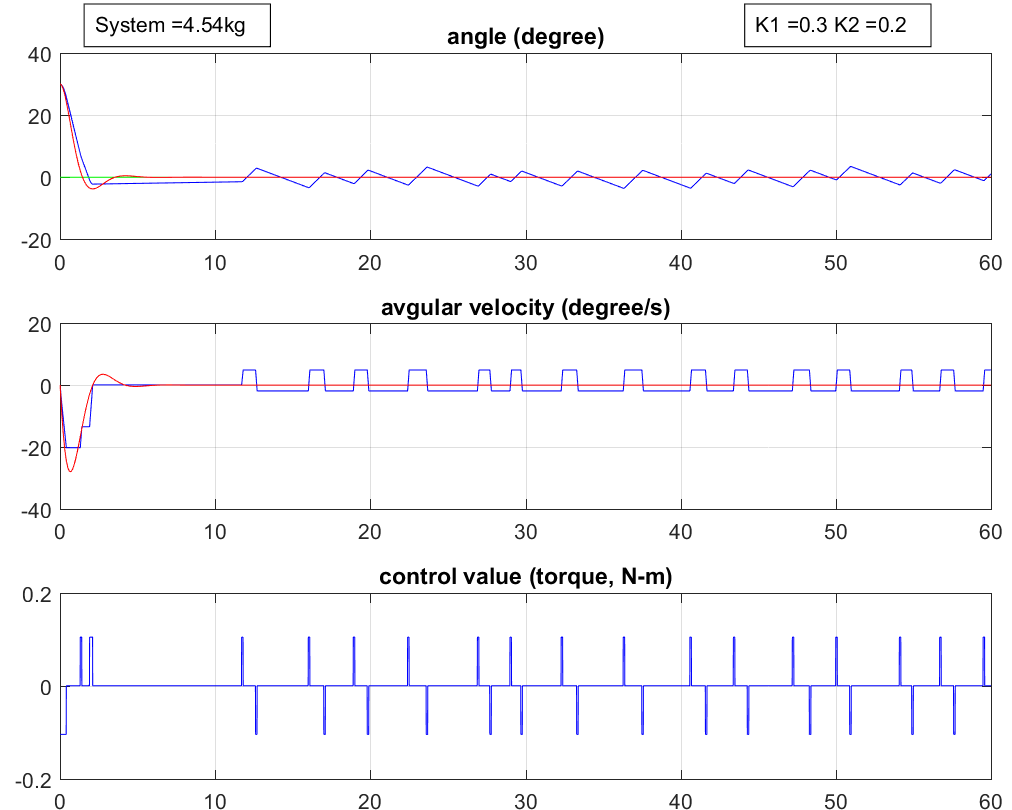 System =4.54kg
K1 =0.3 K2 =0.2
angle (degree)
40
20
0
-20
0 10 20 30 40 50 60
avgular velocity (degree/s)
20
0
-20
-40
0 10 20 30 40 50 60
control value (torque, N-m)
0.2
0
-0.2
0 10 20 30 40 50 60